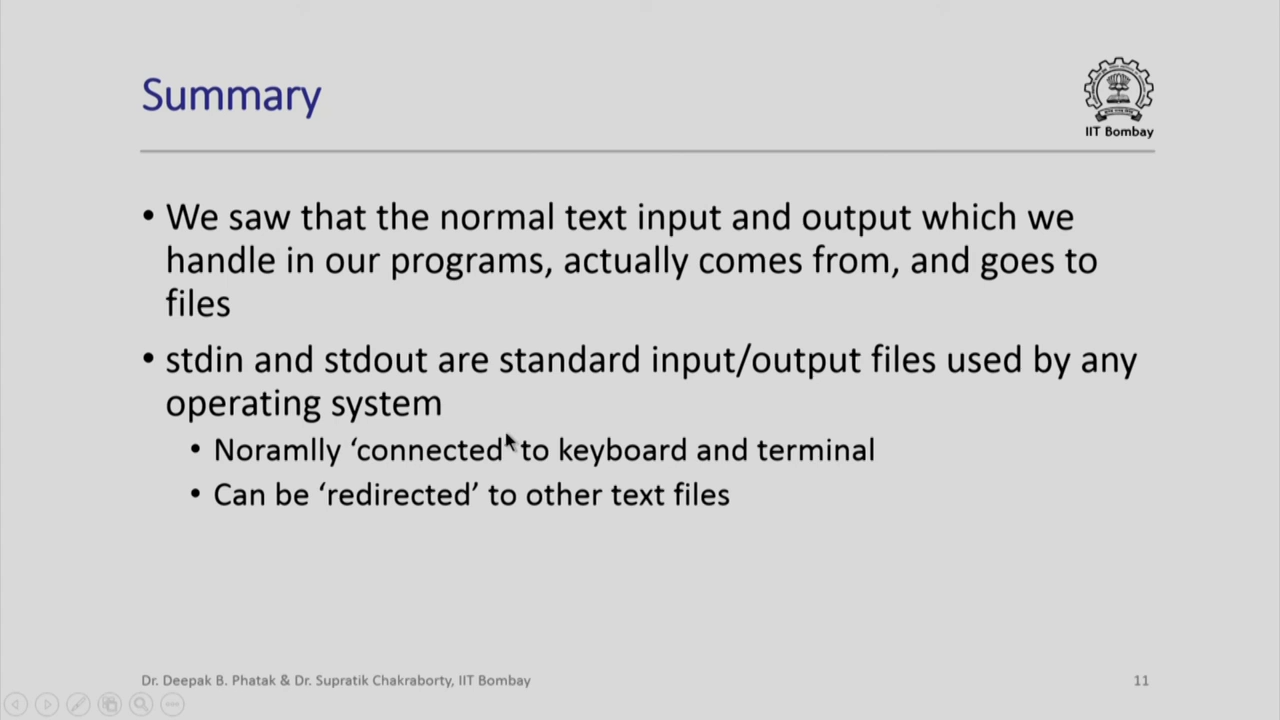 Summary
IIT Bombay
• We saw that the normal text input and output which we
handle in our programs, actually comes from, and goes to
files
• stdin and stdout are standard input/output files used by any
operating system
• Noramlly ‘connected’ to keyboard and terminal
• Can be ‘redirected’ to other text files
Dr. Deepak B. Phatak & Dr. Supratik Chakraborty, IIT Bombay
11